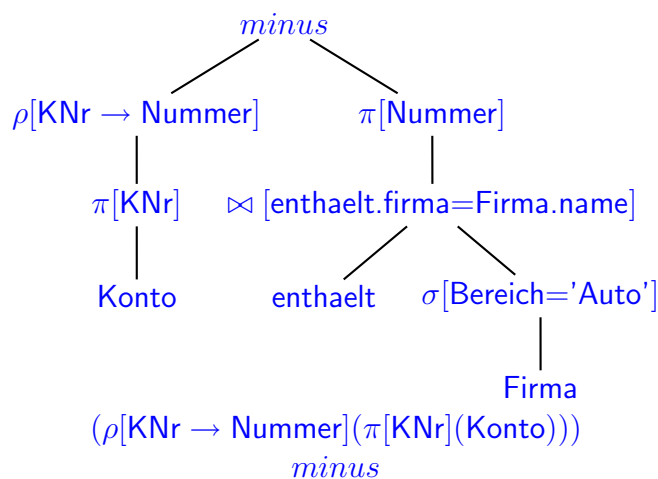 minus
ρ[KNr → Nummer] π[Nummer]
π[KNr] ⋈ [enthaelt.firma=Firma.name]
Konto enthaelt σ[Bereich='Auto']
Firma
(ρ[KNr → Nummer](π[KNr](Konto)))
minus